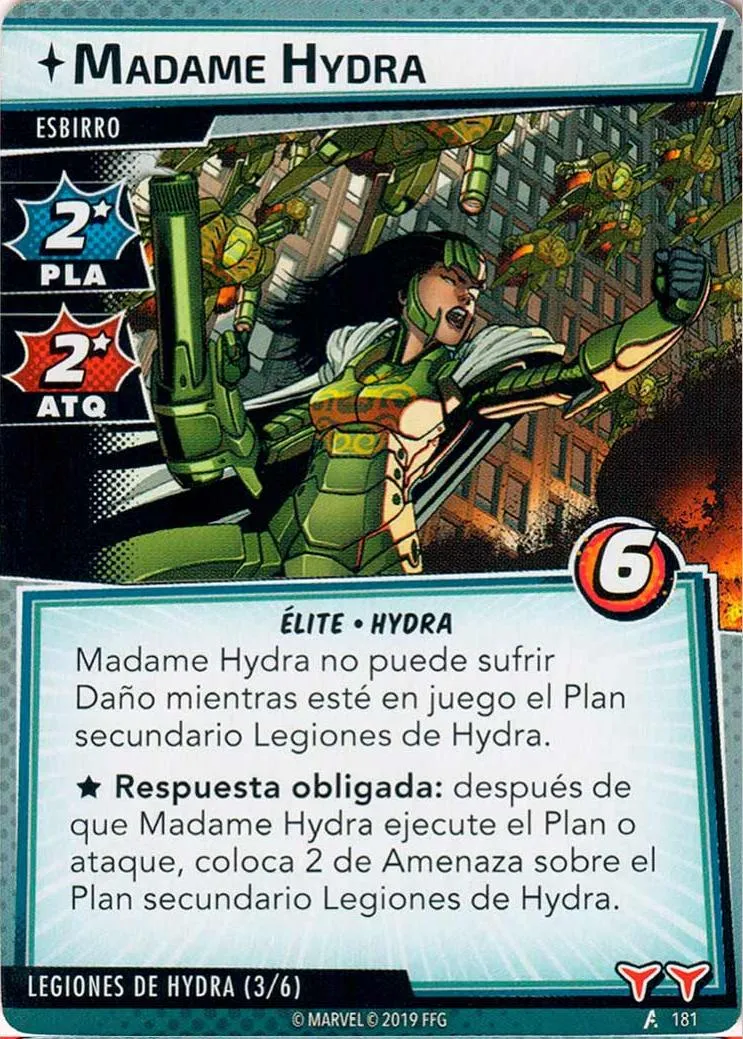 MADAME HYDRA
ESBIRRO
2★
PLA
2★
ATQ
6
ÉLITE • HYDRA
Madame Hydra no puede sufrir
Daño mientras esté en juego el Plan
secundario Legiones de Hydra.
★ Respuesta obligada: después de
que Madame Hydra ejecute el Plan o
ataque, coloca 2 de Amenaza sobre el
Plan secundario Legiones de Hydra.
LEGIONES DE HYDRA (3/6)
© MARVEL © 2019 FFG
181